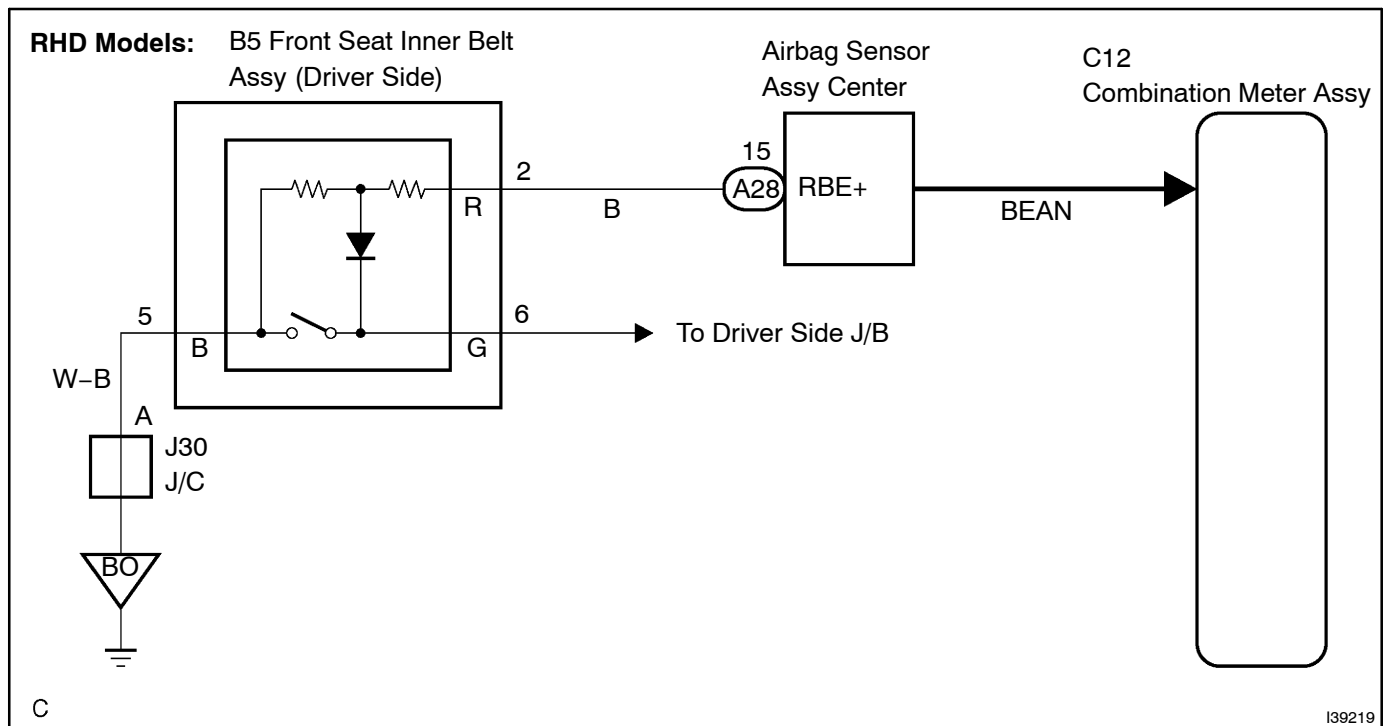 RHD Models:
B5 Front Seat Inner Belt
Assy (Driver Side)
Airbag Sensor
Assy Center
C12
Combination Meter Assy
15
2
A28
RBE+
R
B
BEAN
5
6
B
G
To Driver Side J/B
W−B
A
J30
J/C
BO
C
I39219